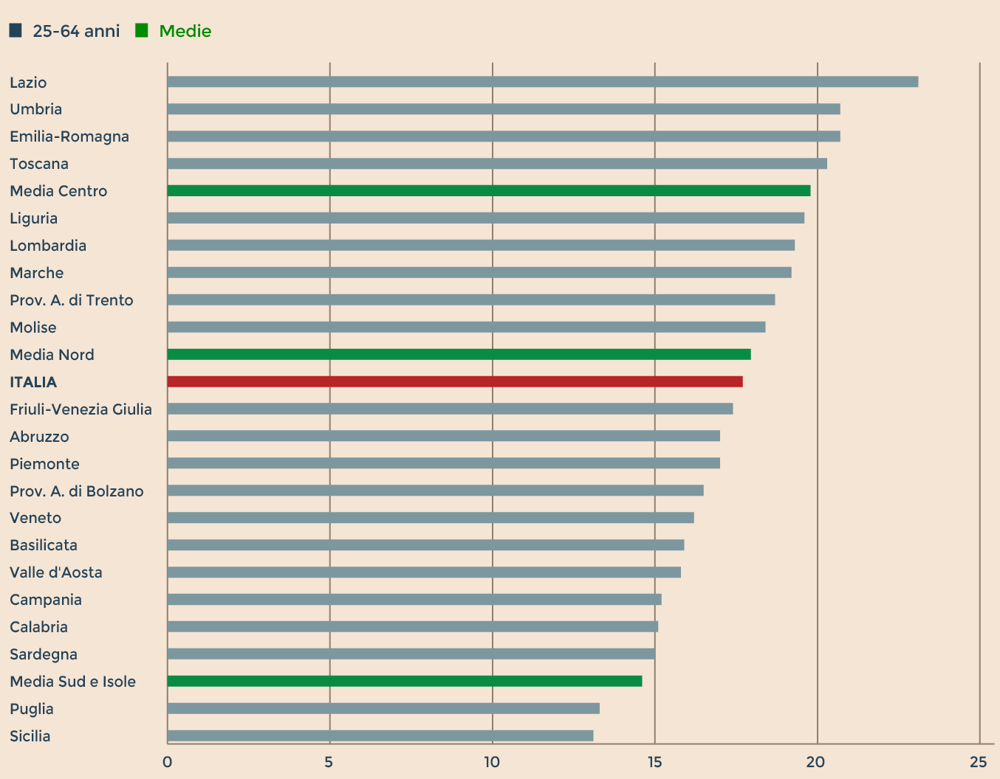 25-64 anni Medie
Lazio
Umbria
Emilia-Romagna
Toscana
Media Centro
Liguria
Lombardia
Marche
Prov. A. di Trento
Molise
Media Nord
ITALIA
Friuli-Venezia Giulia
Abruzzo
Piemonte
Prov. A. di Bolzano
Veneto
Basilicata
Valle d'Aosta
Campania
Calabria
Sardegna
Media Sud e Isole
Puglia
Sicilia
0 5 10 15 20 25